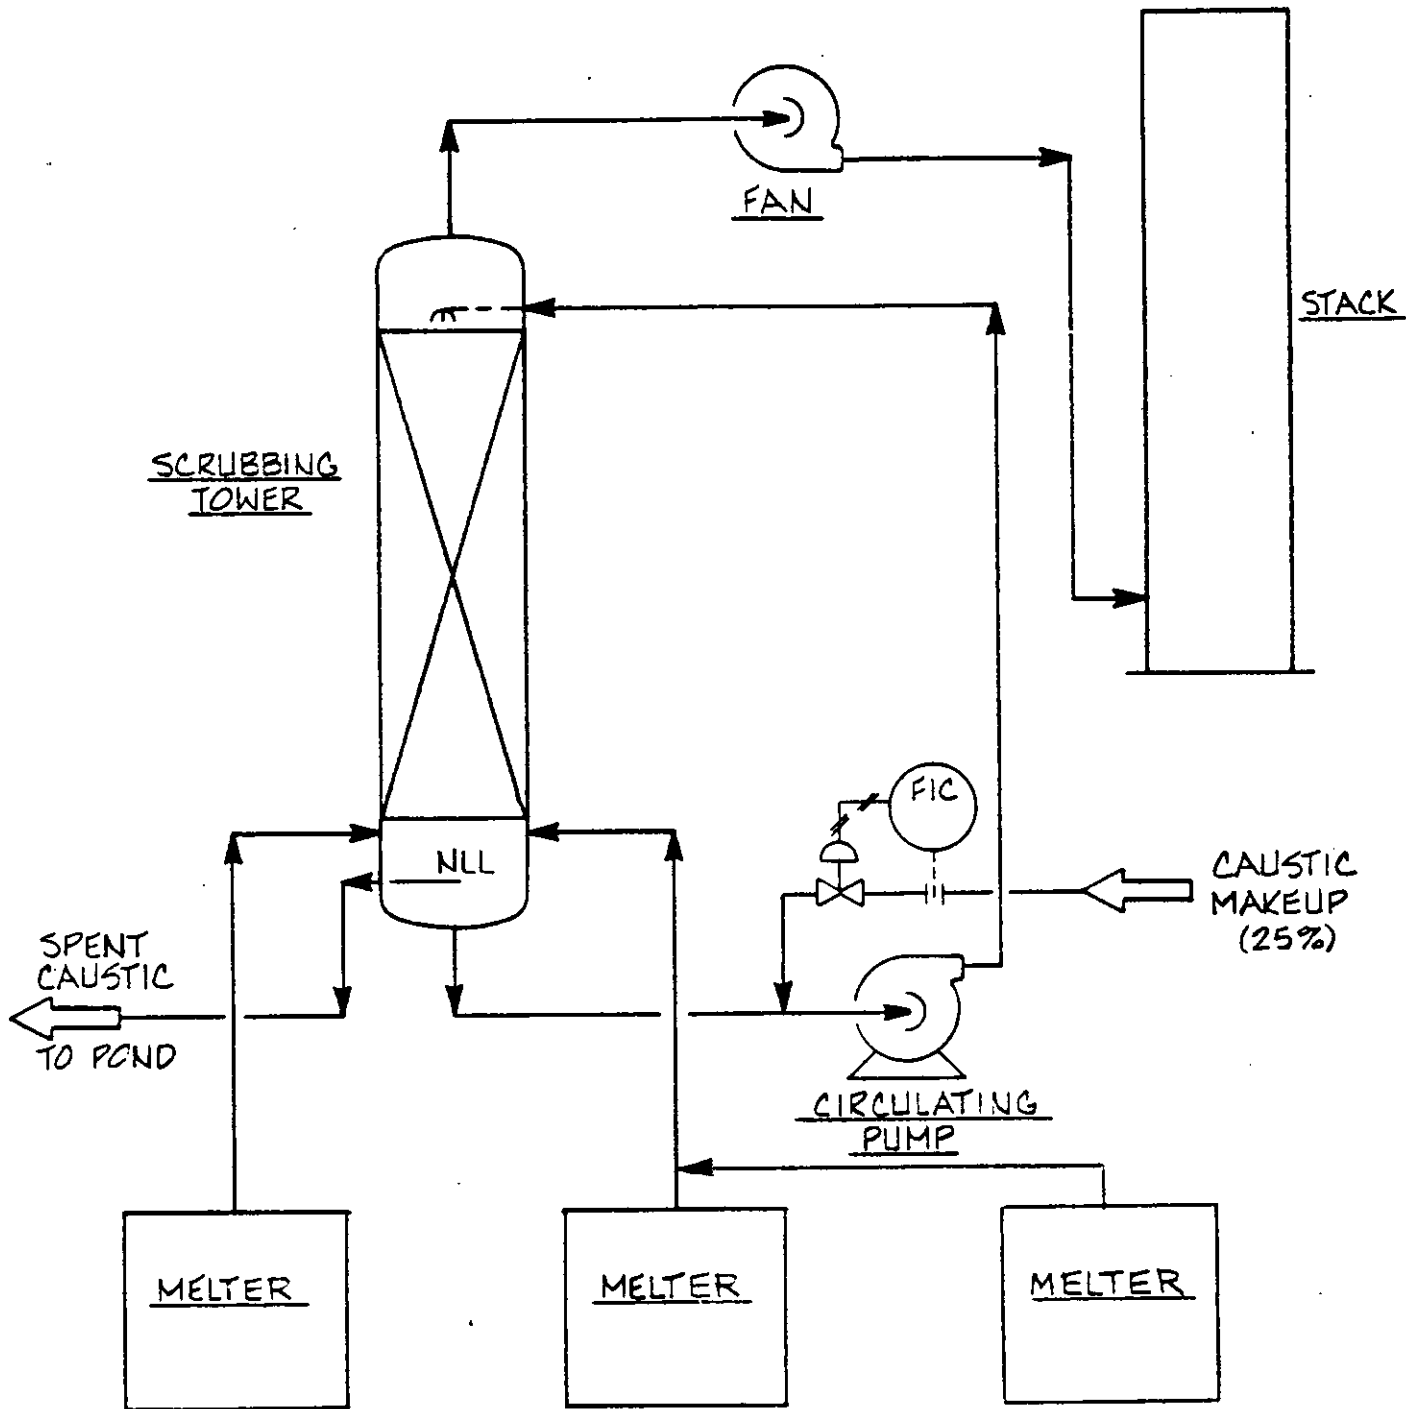 FAN
STACK
SCRUBBING
TOWER
FIC
NLL
CAUSTIC
MAKEUP
(25%)
SPENT
CAUSTIC
TO POND
CIRCULATING
PUMP
MELTER
MELTER
MELTER